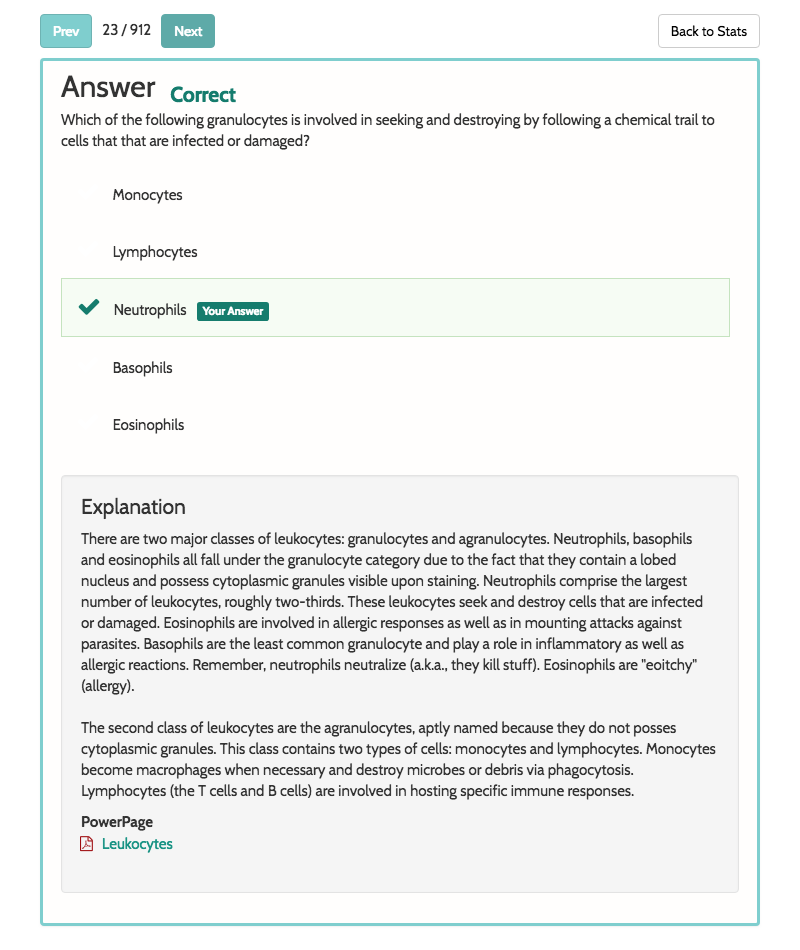 Prev 23 / 912 Next Back to Stats
Answer Correct
Which of the following granulocytes is involved in seeking and destroying by following a chemical trail to
cells that that are infected or damaged?
Monocytes
Lymphocytes
Neutrophils Your Answer
Basophils
Eosinophils
Explanation
There are two major classes of leukocytes: granulocytes and agranulocytes. Neutrophils, basophils
and eosinophils all fall under the granulocyte category due to the fact that they contain a lobed
nucleus and possess cytoplasmic granules visible upon staining. Neutrophils comprise the largest
number of leukocytes, roughly two-thirds. These leukocytes seek and destroy cells that are infected
or damaged. Eosinophils are involved in allergic responses as well as in mounting attacks against
parasites. Basophils are the least common granulocyte and play a role in inflammatory as well as
allergic reactions. Remember, neutrophils neutralize (a.k.a., they kill stuff). Eosinophils are "eoitchy"
(allergy).
The second class of leukocytes are the agranulocytes, aptly named because they do not posses
cytoplasmic granules. This class contains two types of cells: monocytes and lymphocytes. Monocytes
become macrophages when necessary and destroy microbes or debris via phagocytosis.
Lymphocytes (the T cells and B cells) are involved in hosting specific immune responses.
PowerPage
Leukocytes